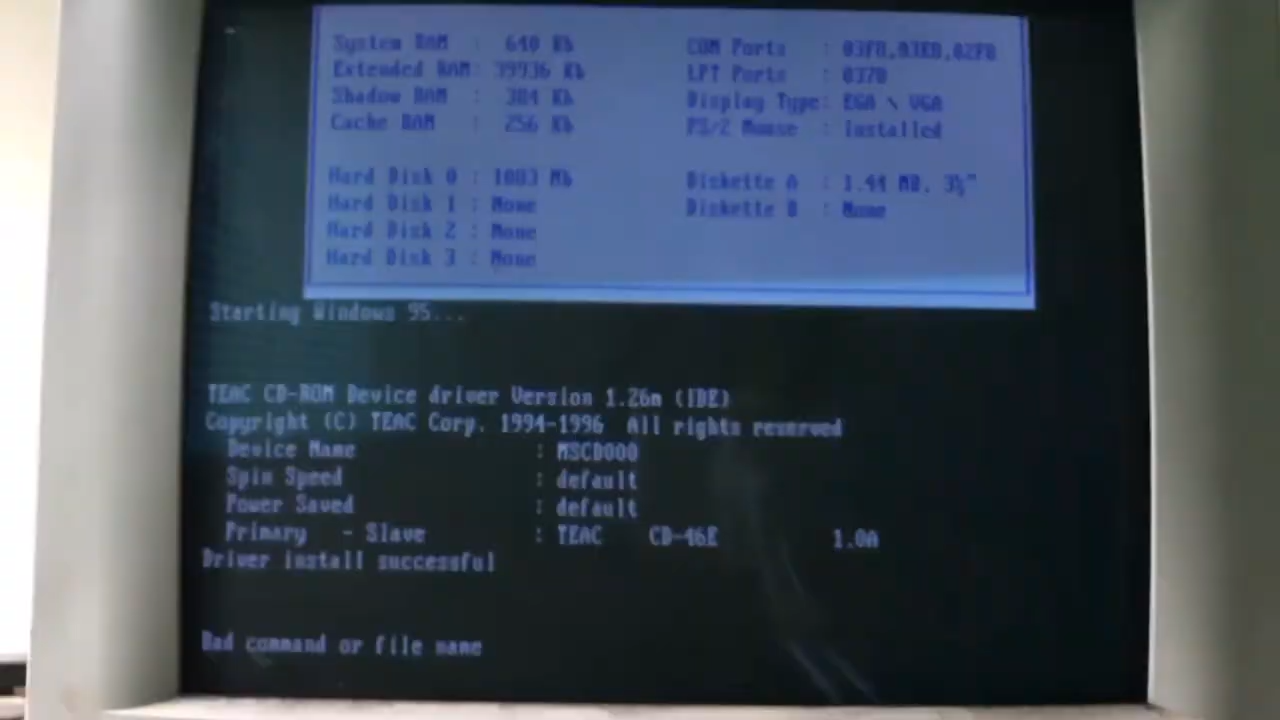 System RAM : 640 Kb
Extended RAM: 39936 Kb
Shadow RAM : 384 Kb
Cache RAM : 256 Kb
Hard Disk 0 : 1083 Mb
Hard Disk 1 : None
Hard Disk 2 : None
Hard Disk 3 : None
COM Ports : 03F8,03E8,02F8
LPT Ports : 0378
Display Type: EGA \ VGA
PS/2 Mouse : Installed
Diskette A : 1.44 MB, 3½"
Diskette B : None
Starting Windows 95...
TEAC CD-ROM Device driver Version 1.26m (IDE)
Copyright (C) TEAC Corp. 1994-1996 All rights reserved
Device Name : MSCD000
Spin Speed : default
Power Saved : default
Primary - Slave : TEAC CD-46E 1.0A
Driver install successful
Bad command or file name